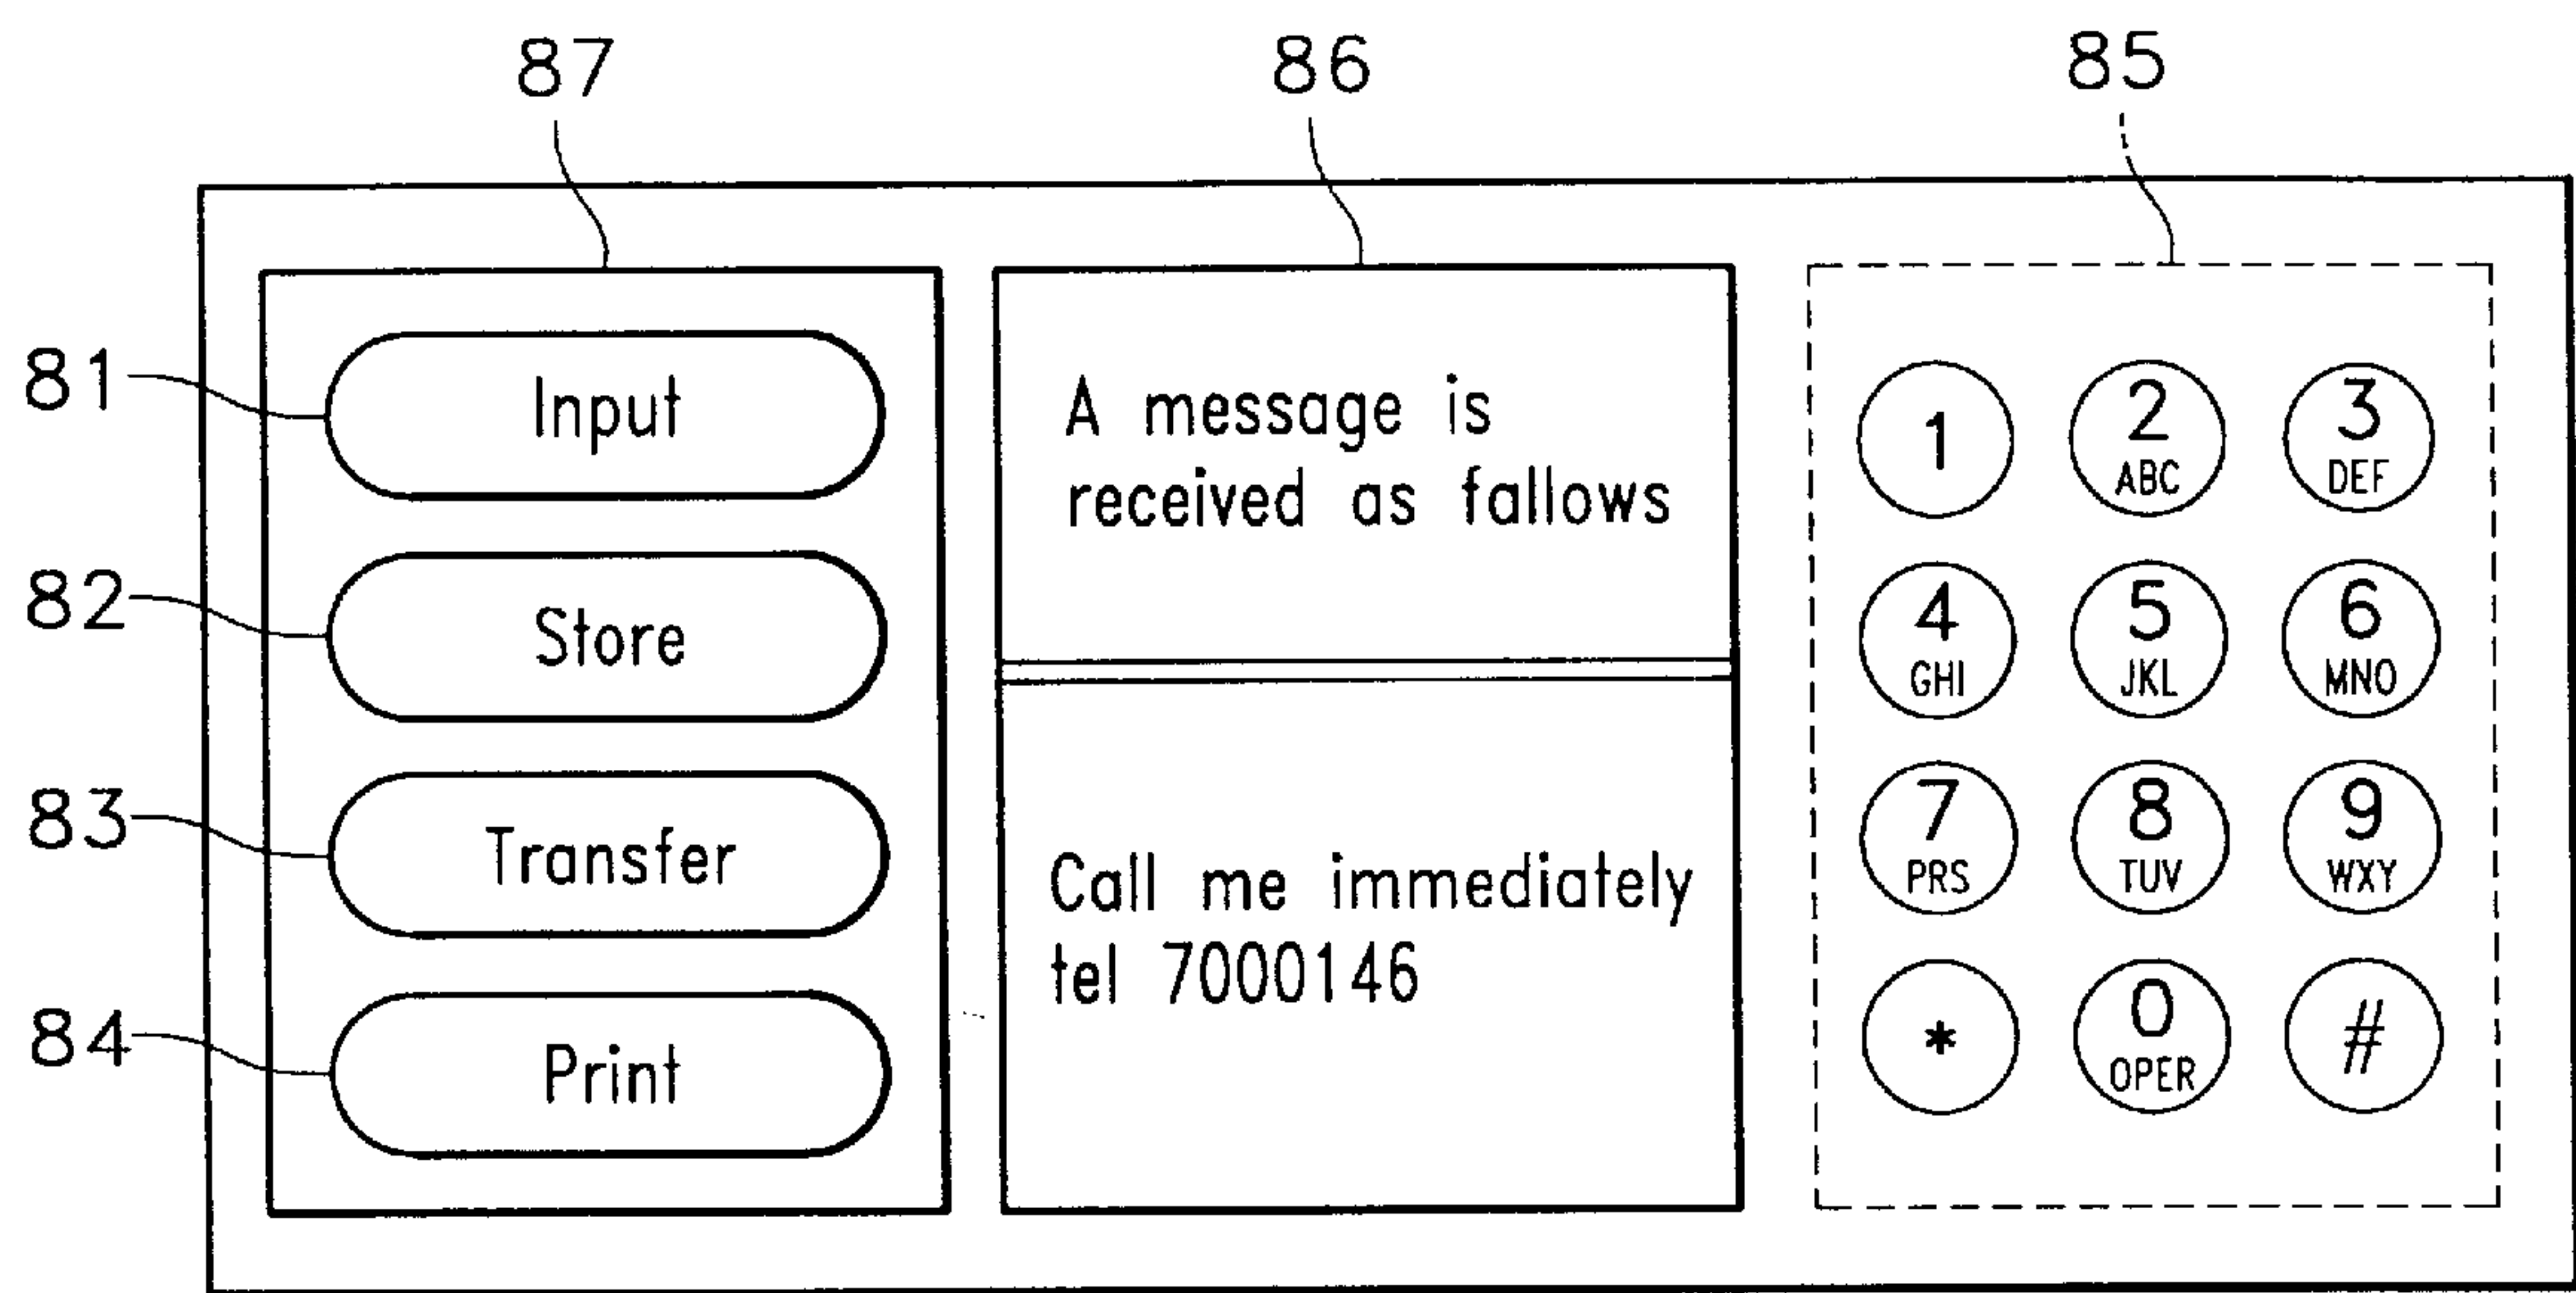 87
86
85
81
Input
82
Store
83
Transfer
84
Print
A message is
received as fallows
Call me immediately
tel 7000146
1
2
ABC
3
DEF
4
GHI
5
JKL
6
MNO
7
PRS
8
TUV
9
WXY
*
0
OPER
#